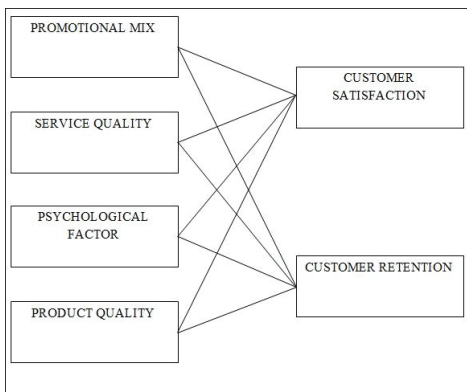 PROMOTIONAL MIX
SERVICE QUALITY
PSYCHOLOGICAL
FACTOR
PRODUCT QUALITY
CUSTOMER
SATISFACTION
CUSTOMER RETENTION